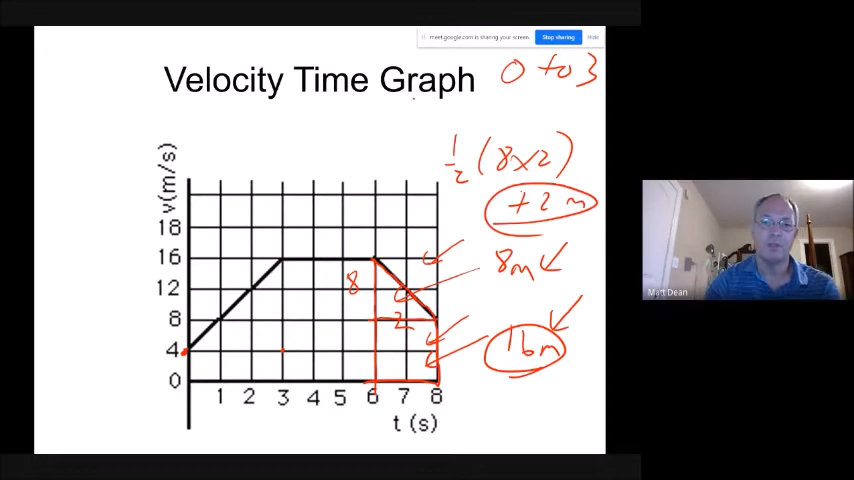 meet.google.com is sharing your screen. Stop sharing Hide
Velocity Time Graph
0 to 3
v(m/s)
18
16
12
8
4
0
1 2 3 4 5 6 7 8
t (s)
1/2 (8x2)
+2 m
8m
16m
8
2
Matt Dean